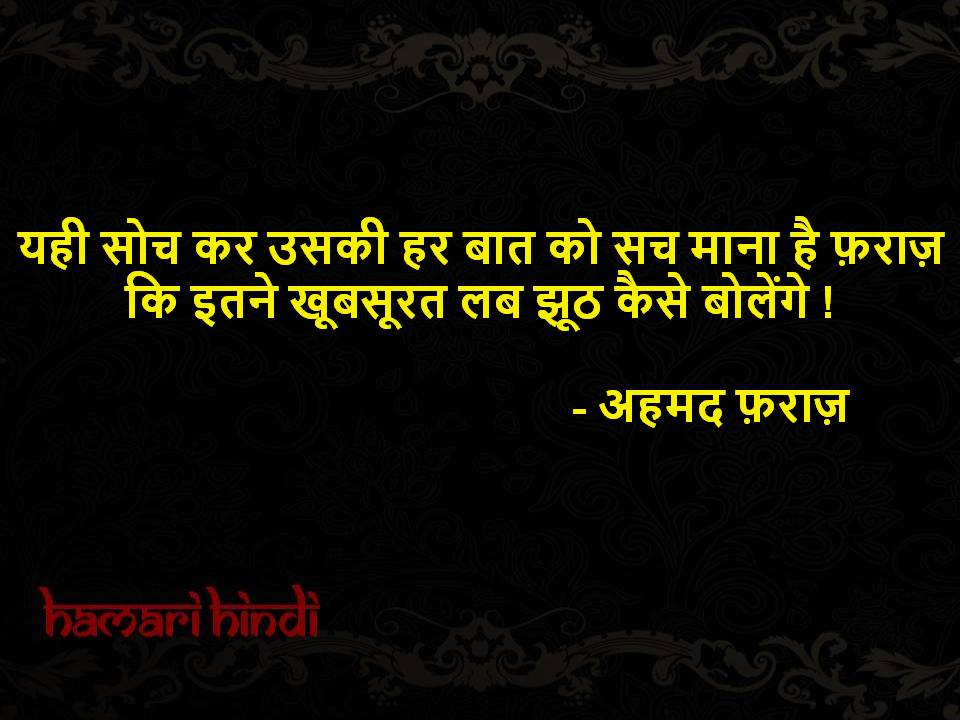 यही सोच कर उसकी हर बात को सच माना है फ़राज़
कि इतने खूबसूरत लब झूठ कैसे बोलेंगे !
- अहमद फ़राज़
HAMARI HINDI